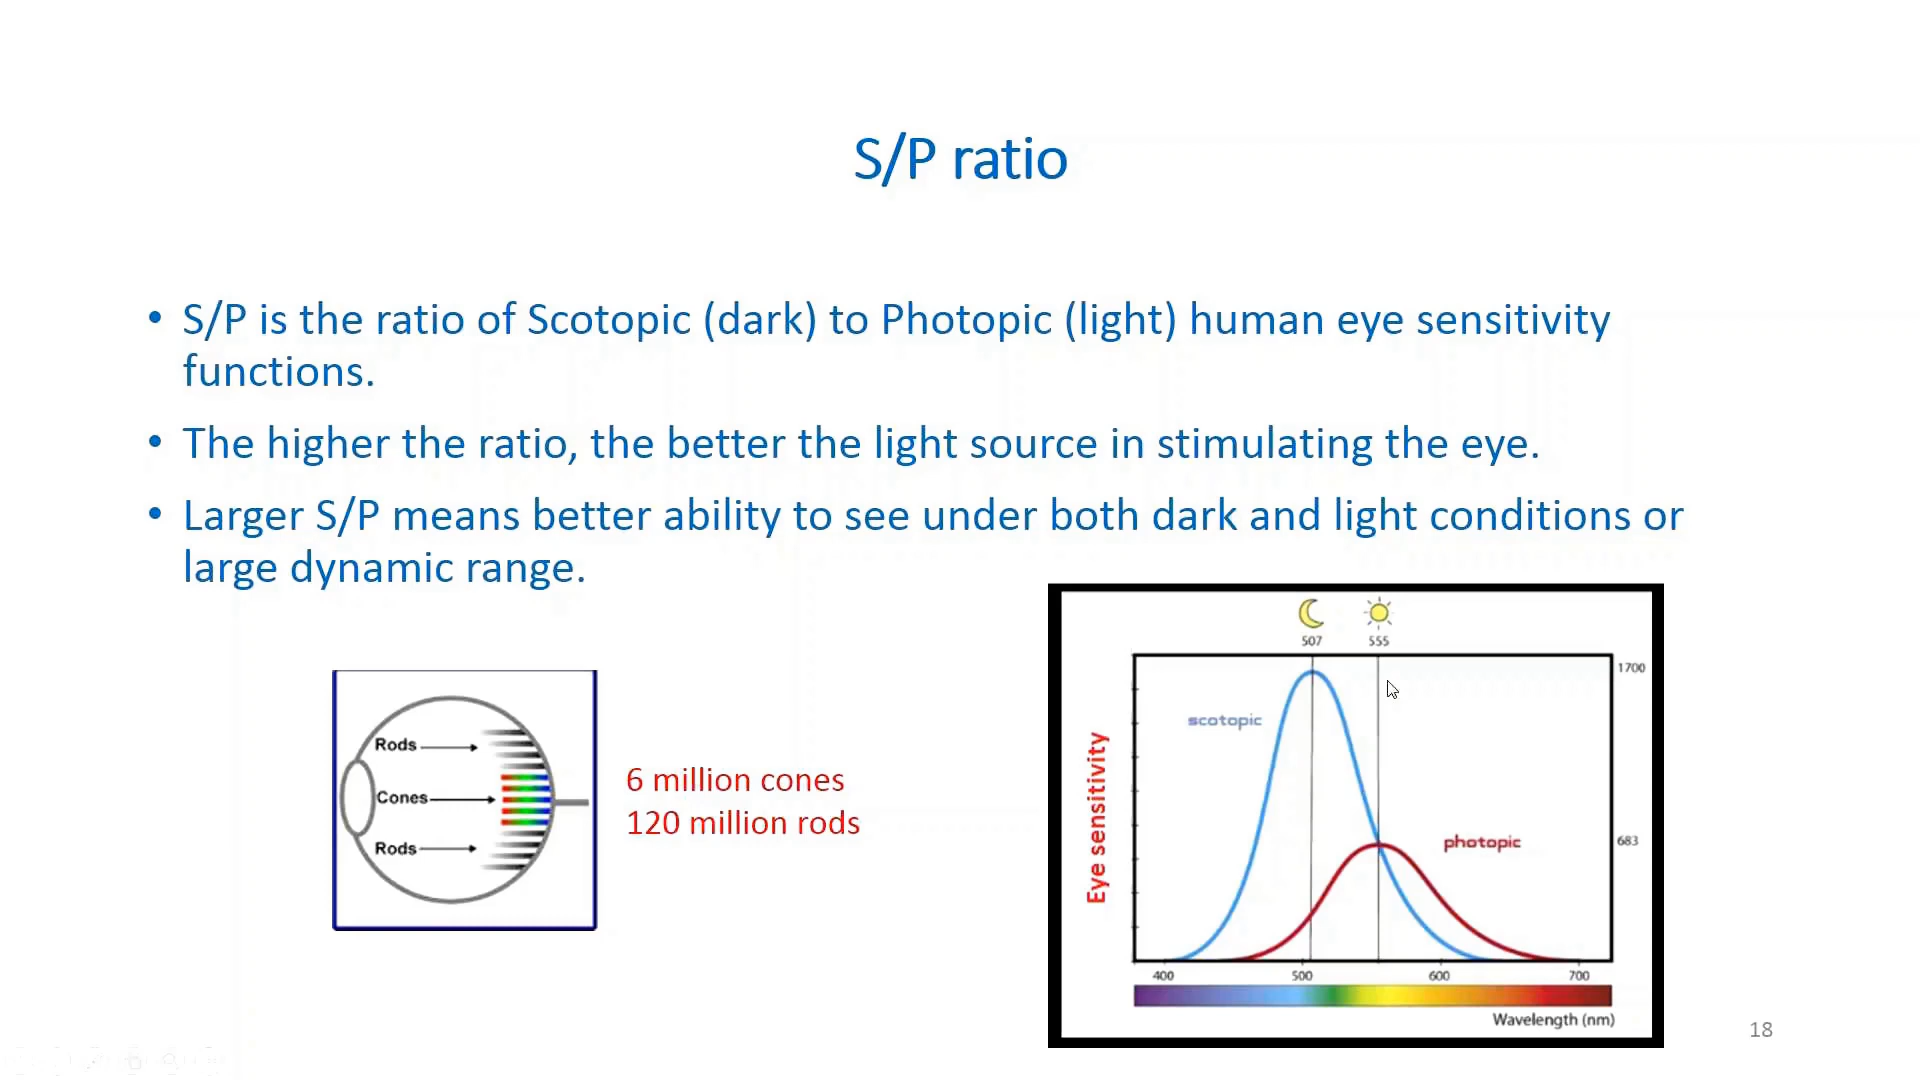 S/P ratio
• S/P is the ratio of Scotopic (dark) to Photopic (light) human eye sensitivity
functions.
• The higher the ratio, the better the light source in stimulating the eye.
• Larger S/P means better ability to see under both dark and light conditions or
large dynamic range.
Rods
Cones
Rods
6 million cones
120 million rods
507 555
1700
scotopic
Eye sensitivity
photopic
683
400 500 600 700
Wavelength (nm)
18